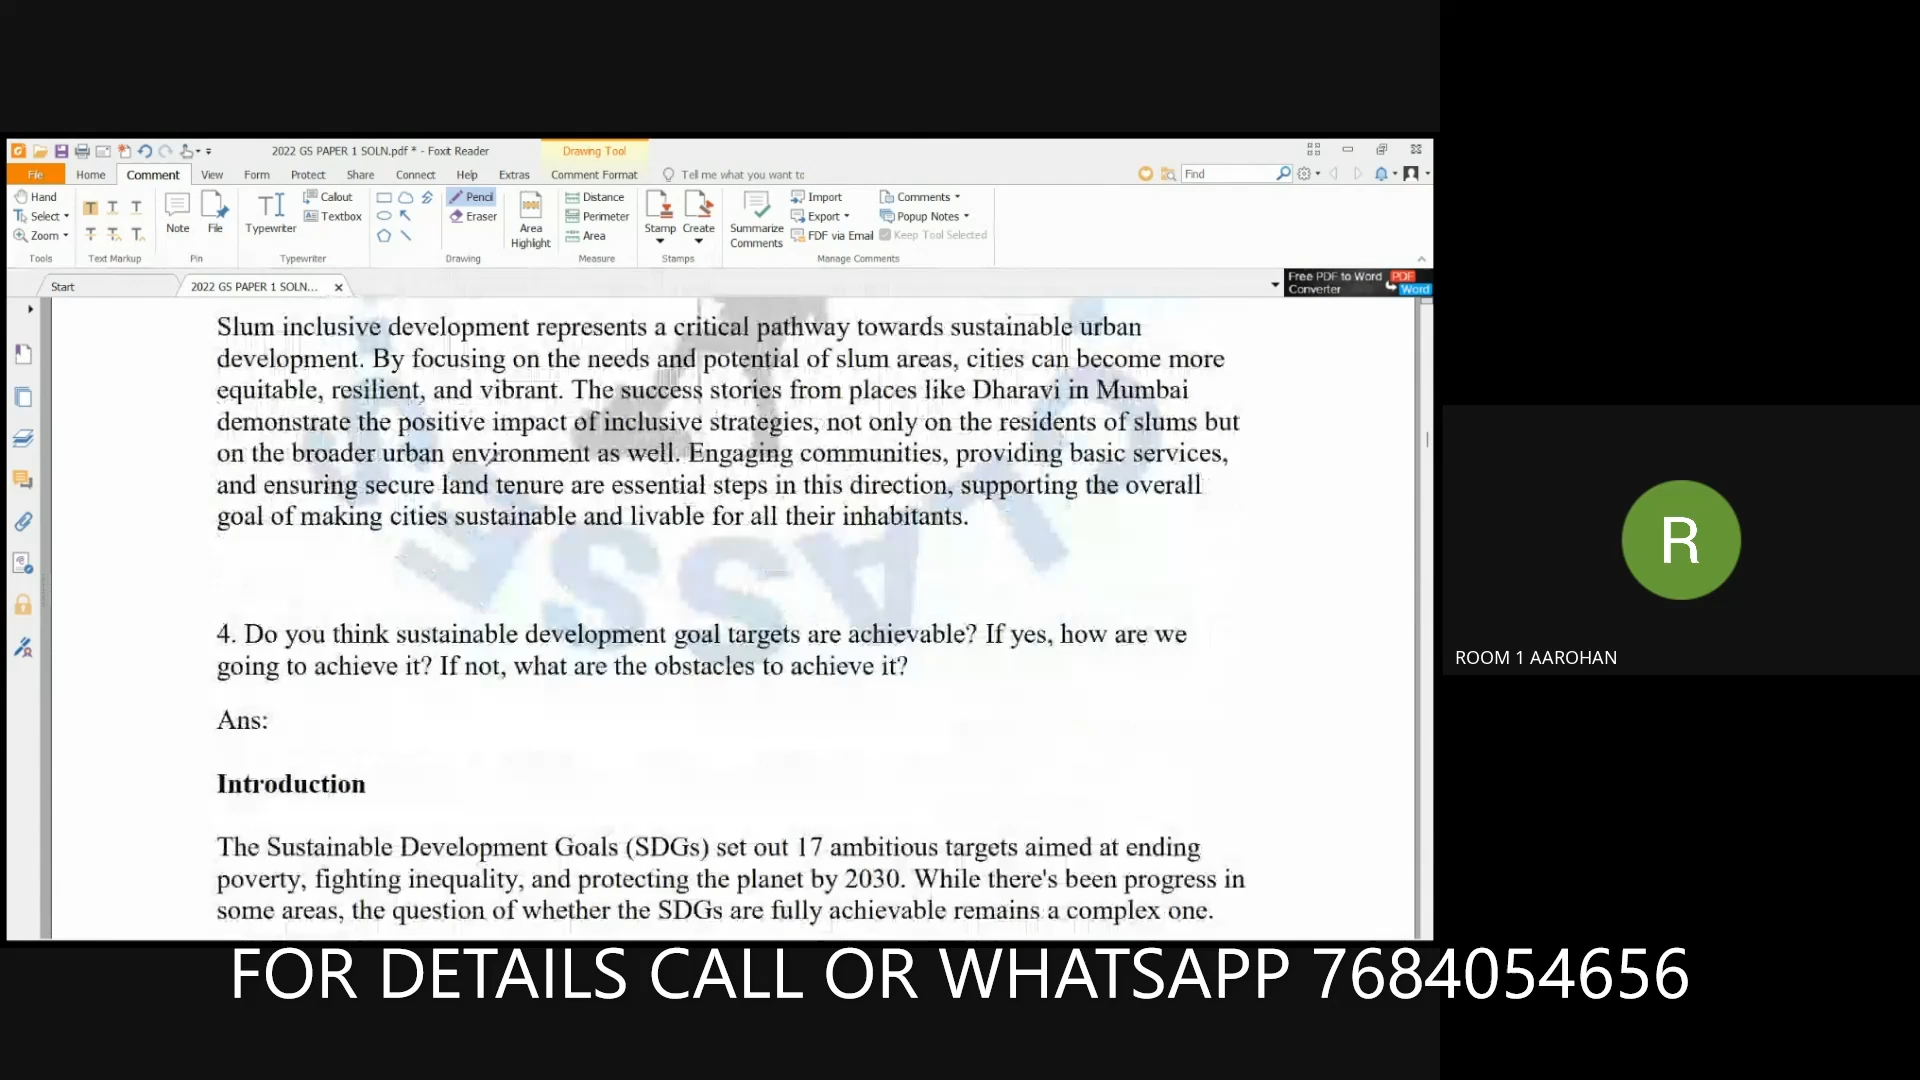 2022 GS PAPER 1 SOLN.pdf * - Foxit Reader
Drawing Tool
File
Home
Comment
View
Form
Protect
Share
Connect
Help
Extras
Comment Format
Tell me what you want to
Find
Hand
Select
Zoom
Tools
Text Markup
Note
File
Pin
Typewriter
Callout
Textbox
Typewriter
Pencil
Eraser
Area
Highlight
Drawing
Distance
Perimeter
Area
Measure
Stamp
Create
Stamps
Summarize
Comments
Import
Export
FDF via Email
Comments
Popup Notes
Keep Tool Selected
Manage Comments
Start
2022 GS PAPER 1 SOLN...
Free PDF to Word
Converter
PDF
Word
Slum inclusive development represents a critical pathway towards sustainable urban
development. By focusing on the needs and potential of slum areas, cities can become more
equitable, resilient, and vibrant. The success stories from places like Dharavi in Mumbai
demonstrate the positive impact of inclusive strategies, not only on the residents of slums but
on the broader urban environment as well. Engaging communities, providing basic services,
and ensuring secure land tenure are essential steps in this direction, supporting the overall
goal of making cities sustainable and livable for all their inhabitants.
4. Do you think sustainable development goal targets are achievable? If yes, how are we
going to achieve it? If not, what are the obstacles to achieve it?
Ans:
Introduction
The Sustainable Development Goals (SDGs) set out 17 ambitious targets aimed at ending
poverty, fighting inequality, and protecting the planet by 2030. While there's been progress in
some areas, the question of whether the SDGs are fully achievable remains a complex one.
R
ROOM 1 AAROHAN
FOR DETAILS CALL OR WHATSAPP 7684054656